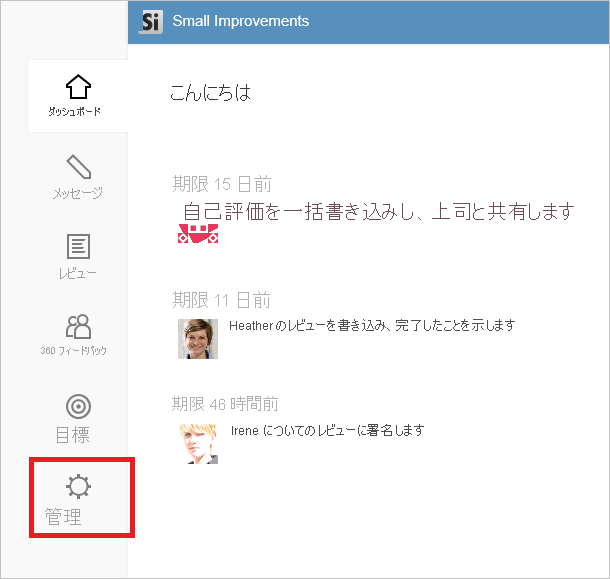 Si Small Improvements
ダッシュボード
メッセージ
レビュー
360 フィードバック
目標
管理
こんにちは
期限 15 日前
自己評価を一括書き込みし、上司と共有します
期限 11 日前
Heather のレビューを書き込み、完了したことを示します
期限 46 時間前
Irene についてのレビューに署名します